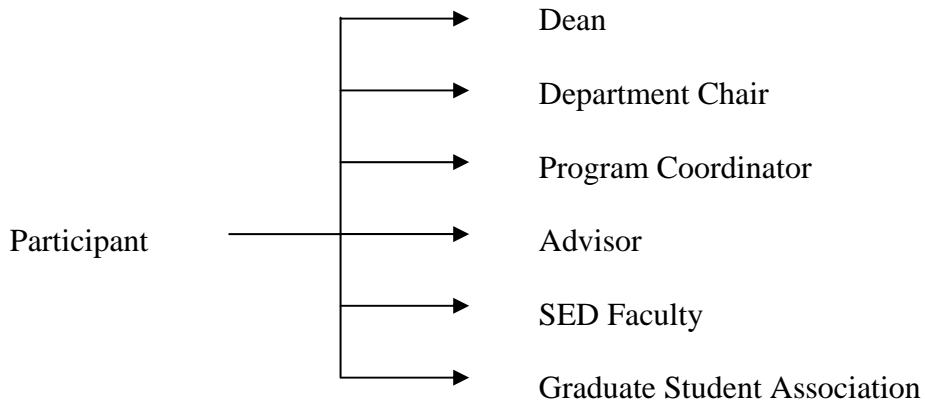 Dean
Department Chair
Program Coordinator
Participant
Advisor
SED Faculty
Graduate Student Association